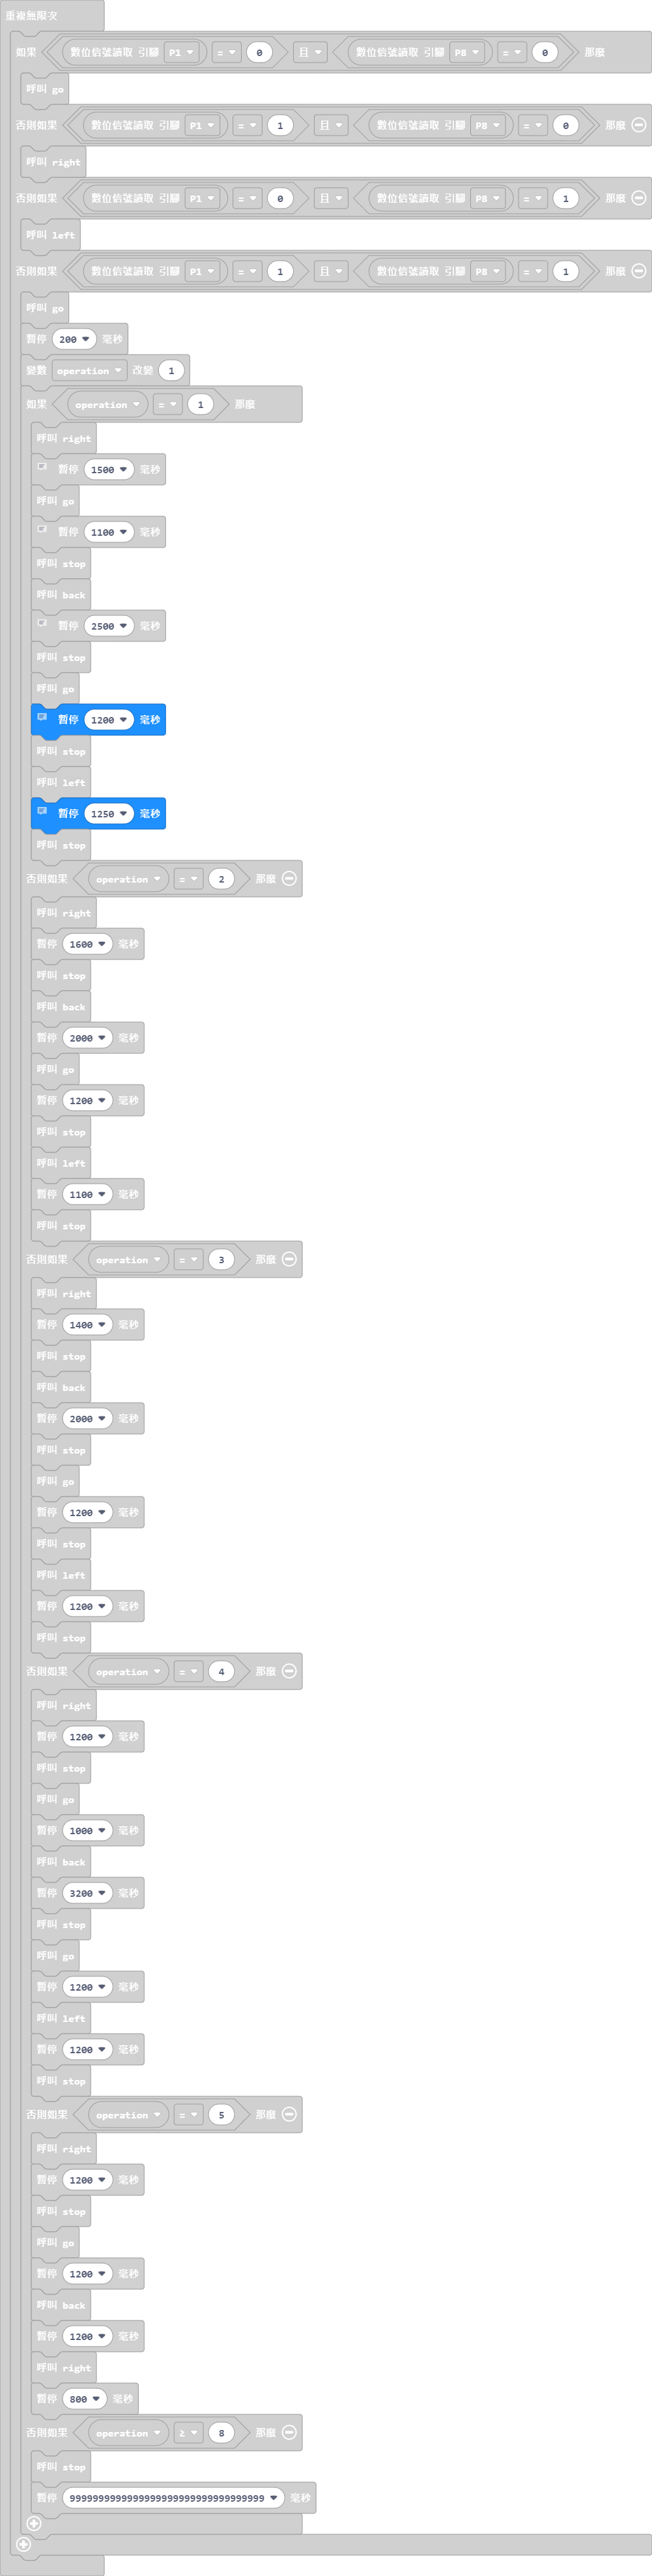 重複無限次
如果 數位信號讀取 引腳 P1 = 0 且 數位信號讀取 引腳 P8 = 0 那麼
呼叫 go
否則如果 數位信號讀取 引腳 P1 = 1 且 數位信號讀取 引腳 P8 = 0 那麼
呼叫 right
否則如果 數位信號讀取 引腳 P1 = 0 且 數位信號讀取 引腳 P8 = 1 那麼
呼叫 left
否則如果 數位信號讀取 引腳 P1 = 1 且 數位信號讀取 引腳 P8 = 1 那麼
呼叫 go
暫停 200 毫秒
變數 operation 改變 1
如果 operation = 1 那麼
呼叫 right
暫停 1500 毫秒
呼叫 go
暫停 1100 毫秒
呼叫 stop
呼叫 back
暫停 2500 毫秒
呼叫 stop
呼叫 go
暫停 1200 毫秒
呼叫 stop
呼叫 left
暫停 1250 毫秒
呼叫 stop
否則如果 operation = 2 那麼
呼叫 right
暫停 1600 毫秒
呼叫 stop
呼叫 back
暫停 2000 毫秒
呼叫 go
暫停 1200 毫秒
呼叫 stop
呼叫 left
暫停 1100 毫秒
呼叫 stop
否則如果 operation = 3 那麼
呼叫 right
暫停 1400 毫秒
呼叫 stop
呼叫 back
暫停 2000 毫秒
呼叫 stop
呼叫 go
暫停 1200 毫秒
呼叫 stop
呼叫 left
暫停 1200 毫秒
呼叫 stop
否則如果 operation = 4 那麼
呼叫 right
暫停 1200 毫秒
呼叫 stop
呼叫 go
暫停 1000 毫秒
呼叫 back
暫停 3200 毫秒
呼叫 stop
呼叫 go
暫停 1200 毫秒
呼叫 left
暫停 1200 毫秒
呼叫 stop
否則如果 operation = 5 那麼
呼叫 right
暫停 1200 毫秒
呼叫 stop
呼叫 go
暫停 1200 毫秒
呼叫 back
暫停 1200 毫秒
呼叫 right
暫停 800 毫秒
否則如果 operation ≥ 8 那麼
呼叫 stop
暫停 9999999999999999999999999999999999 毫秒